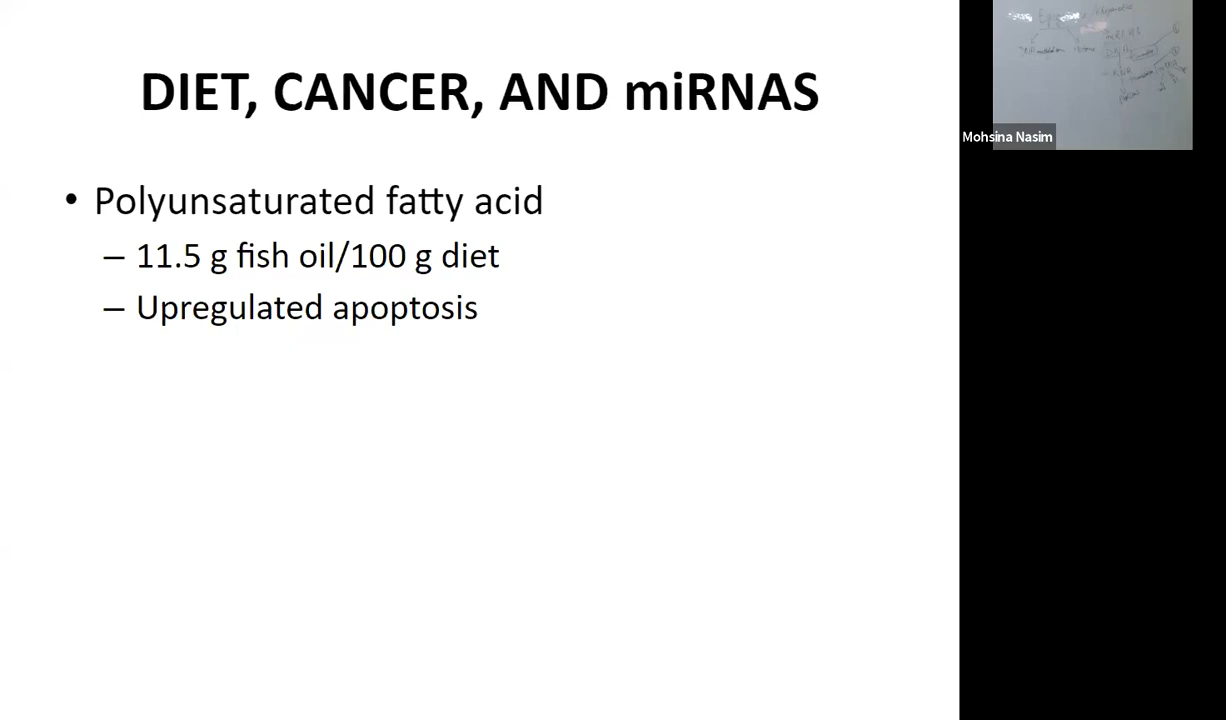 DIET, CANCER, AND miRNAS
• Polyunsaturated fatty acid
– 11.5 g fish oil/100 g diet
– Upregulated apoptosis
Mohsina Nasim